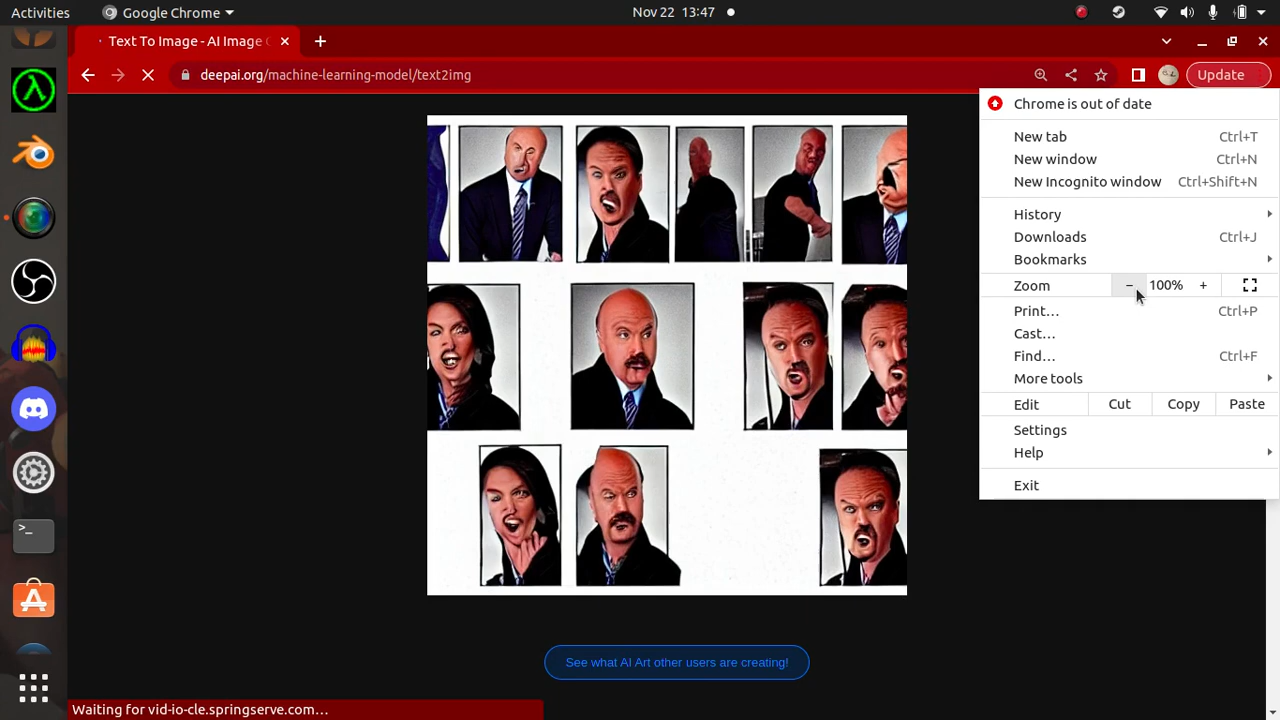 Activities
Google Chrome
Nov 22 13:47
Text To Image - AI Image
deepai.org/machine-learning-model/text2img
Update
Chrome is out of date
New tab Ctrl+T
New window Ctrl+N
New Incognito window Ctrl+Shift+N
History
Downloads Ctrl+J
Bookmarks
Zoom − 100% +
Print… Ctrl+P
Cast…
Find… Ctrl+F
More tools
Edit Cut Copy Paste
Settings
Help
Exit
See what AI Art other users are creating!
Waiting for vid-io-cle.springserve.com…